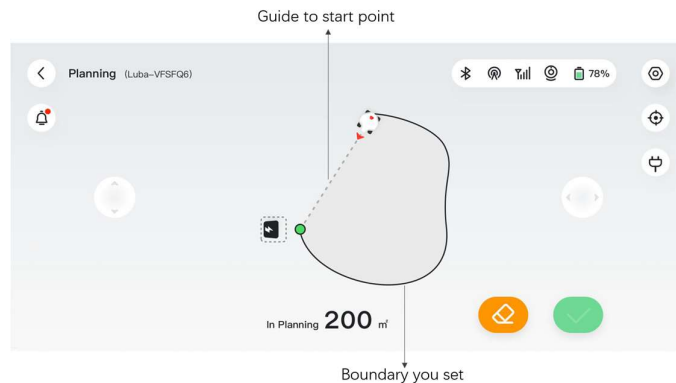 Guide to start point
Planning (Luba-VFSFQ6)
78%
In Planning 200 ㎡
Boundary you set